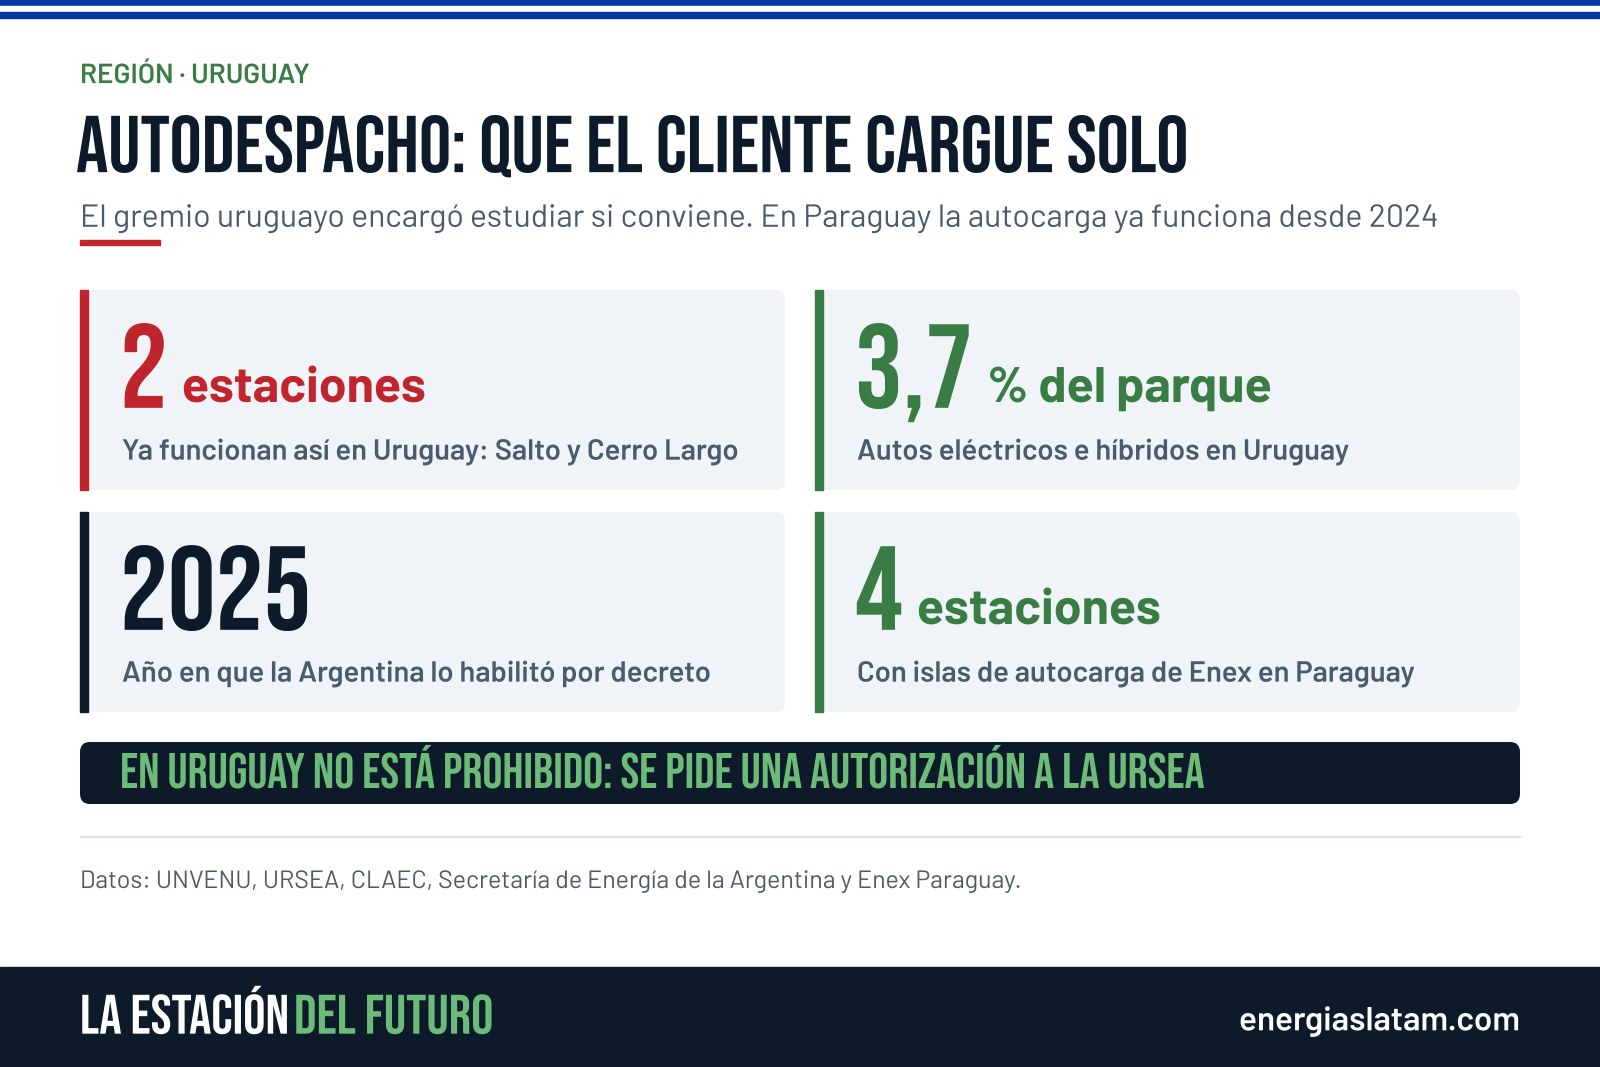 REGIÓN · URUGUAY
AUTODESPACHO: QUE EL CLIENTE CARGUE SOLO
El gremio uruguayo encargó estudiar si conviene. En Paraguay la autocarga ya funciona desde 2024
2 estaciones
Ya funcionan así en Uruguay: Salto y Cerro Largo
3,7 % del parque
Autos eléctricos e híbridos en Uruguay
2025
Año en que la Argentina lo habilitó por decreto
4 estaciones
Con islas de autocarga de Enex en Paraguay
EN URUGUAY NO ESTÁ PROHIBIDO: SE PIDE UNA AUTORIZACIÓN A LA URSEA
Datos: UNVENU, URSEA, CLAEC, Secretaría de Energía de la Argentina y Enex Paraguay.
LA ESTACIÓN DEL FUTURO
energiaslatam.com